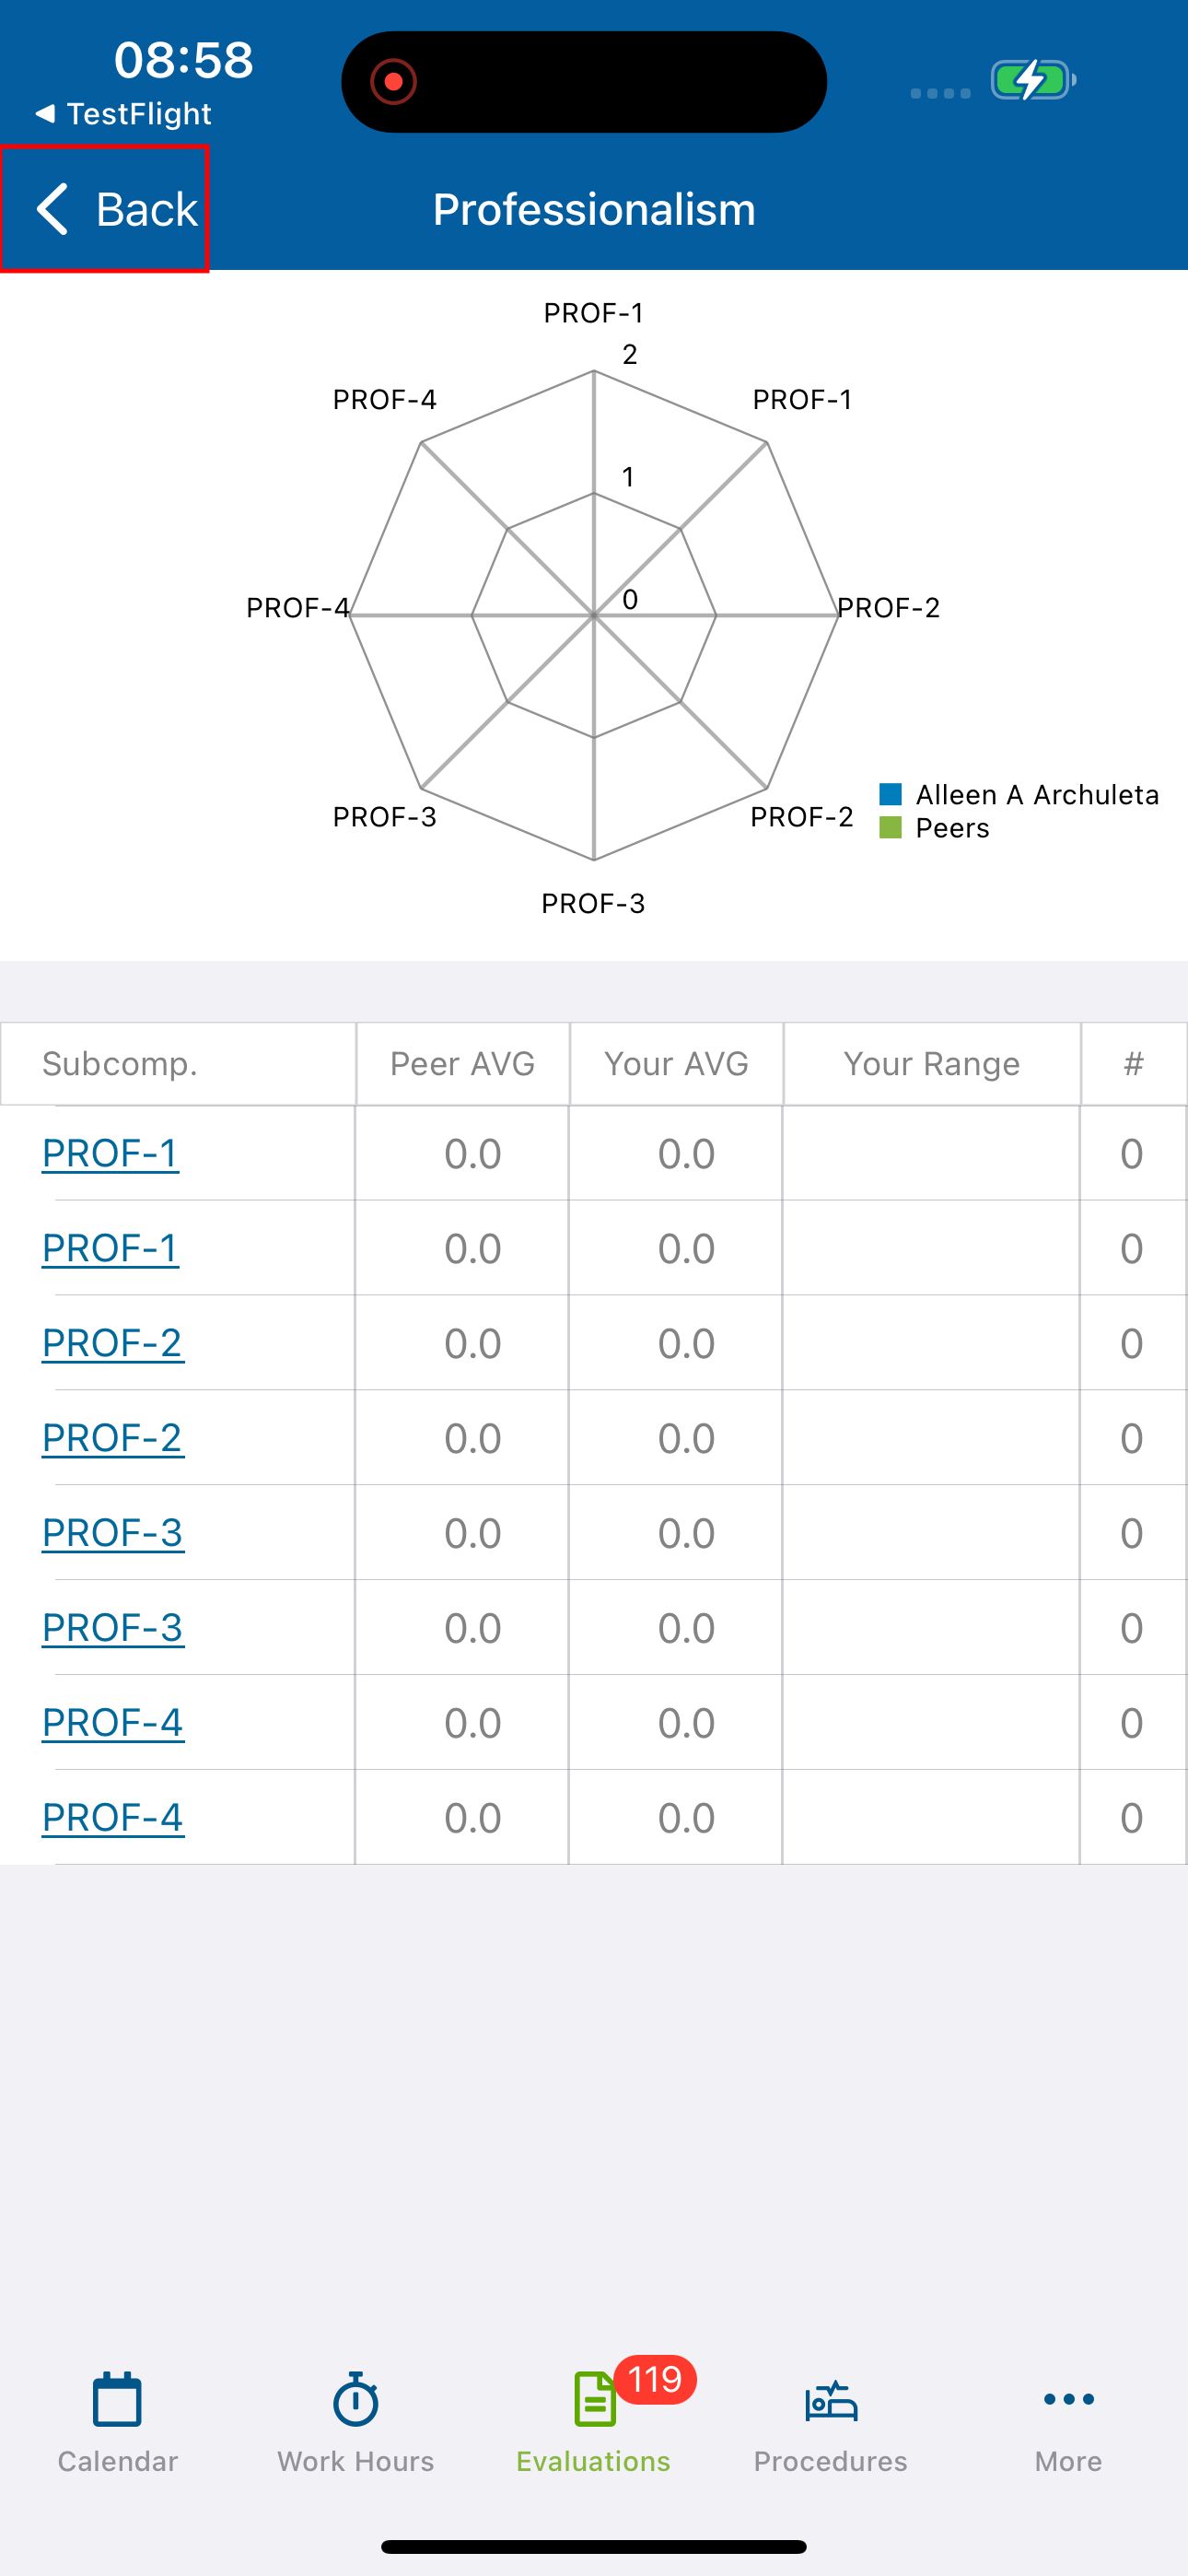 08:58
TestFlight
Back
Professionalism
PROF-1
2
PROF-4
PROF-1
1
PROF-4
0
PROF-2
Alleen A Archuleta
PROF-3
PROF-2
Peers
PROF-3
Subcomp. Peer AVG Your AVG Your Range #
PROF-1 0.0 0.0 0
PROF-1 0.0 0.0 0
PROF-2 0.0 0.0 0
PROF-2 0.0 0.0 0
PROF-3 0.0 0.0 0
PROF-3 0.0 0.0 0
PROF-4 0.0 0.0 0
PROF-4 0.0 0.0 0
119
Calendar Work Hours Evaluations Procedures More